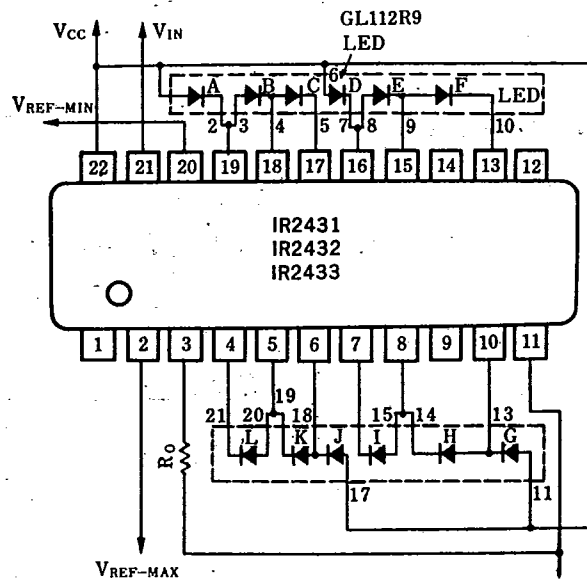 GL112R9
LED
VCC VIN
6
A B C D E F
LED
VREF-MIN
2 3 4 5 7 8 9 10
22 21 20 19 18 17 16 15 14 13 12
IR2431
IR2432
IR2433
1 2 3 4 5 6 7 8 9 10 11
19
21 20 18 15 14 13
L K J I H G
RO
17 11
VREF-MAX